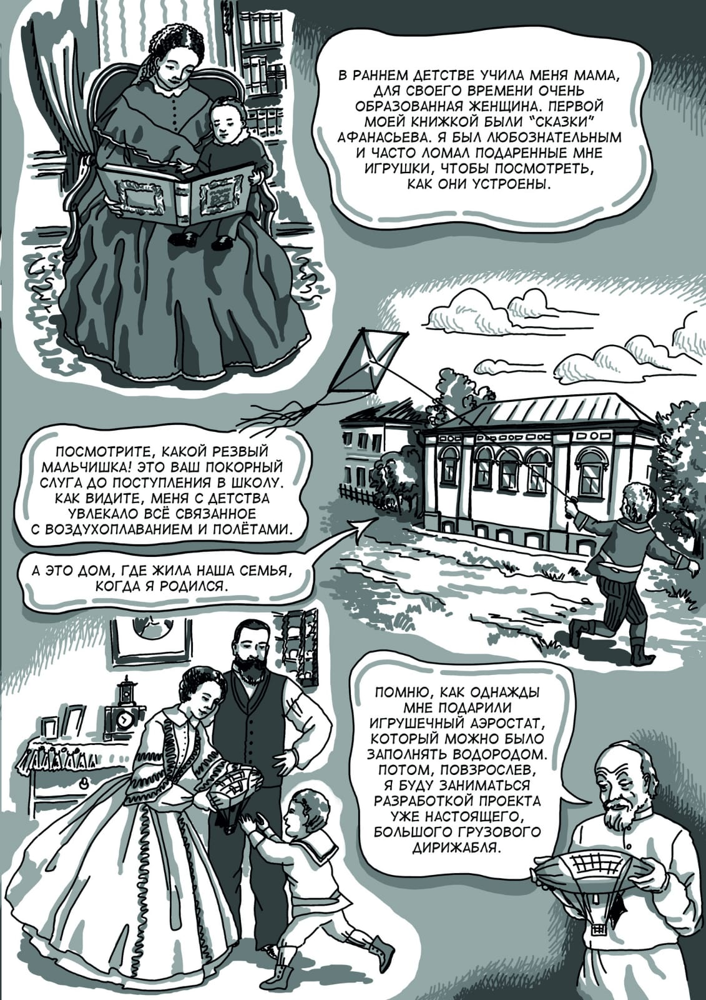 В РАННЕМ ДЕТСТВЕ УЧИЛА МЕНЯ МАМА,
ДЛЯ СВОЕГО ВРЕМЕНИ ОЧЕНЬ
ОБРАЗОВАННАЯ ЖЕНЩИНА. ПЕРВОЙ
МОЕЙ КНИЖКОЙ БЫЛИ “СКАЗКИ”
АФАНАСЬЕВА. Я БЫЛ ЛЮБОЗНАТЕЛЬНЫМ
И ЧАСТО ЛОМАЛ ПОДАРЕННЫЕ МНЕ
ИГРУШКИ, ЧТОБЫ ПОСМОТРЕТЬ,
КАК ОНИ УСТРОЕНЫ.
ПОСМОТРИТЕ, КАКОЙ РЕЗВЫЙ
МАЛЬЧИШКА! ЭТО ВАШ ПОКОРНЫЙ
СЛУГА ДО ПОСТУПЛЕНИЯ В ШКОЛУ.
КАК ВИДИТЕ, МЕНЯ С ДЕТСТВА
УВЛЕКАЛО ВСЁ СВЯЗАННОЕ
С ВОЗДУХОПЛАВАНИЕМ И ПОЛЁТАМИ.
А ЭТО ДОМ, ГДЕ ЖИЛА НАША СЕМЬЯ,
КОГДА Я РОДИЛСЯ.
ПОМНЮ, КАК ОДНАЖДЫ
МНЕ ПОДАРИЛИ
ИГРУШЕЧНЫЙ АЭРОСТАТ,
КОТОРЫЙ МОЖНО БЫЛО
ЗАПОЛНЯТЬ ВОДОРОДОМ.
ПОТОМ, ПОВЗРОСЛЕВ,
Я БУДУ ЗАНИМАТЬСЯ
РАЗРАБОТКОЙ ПРОЕКТА
УЖЕ НАСТОЯЩЕГО,
БОЛЬШОГО ГРУЗОВОГО
ДИРИЖАБЛЯ.